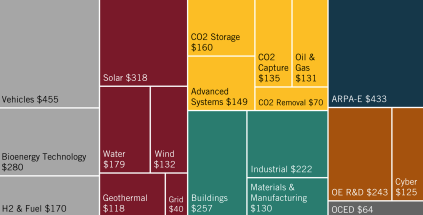 Vehicles $455
Bioenergy Technology
$280
H2 & Fuel $170
Solar $318
Water
$179
Wind
$132
Geothermal
$118
Grid
$40
CO2 Storage
$160
CO2
Capture
$135
Oil &
Gas
$131
Advanced
Systems $149
CO2 Removal $70
Buildings
$257
Industrial $222
Materials &
Manufacturing
$130
ARPA-E $433
OE R&D $243
Cyber
$125
OCED $64